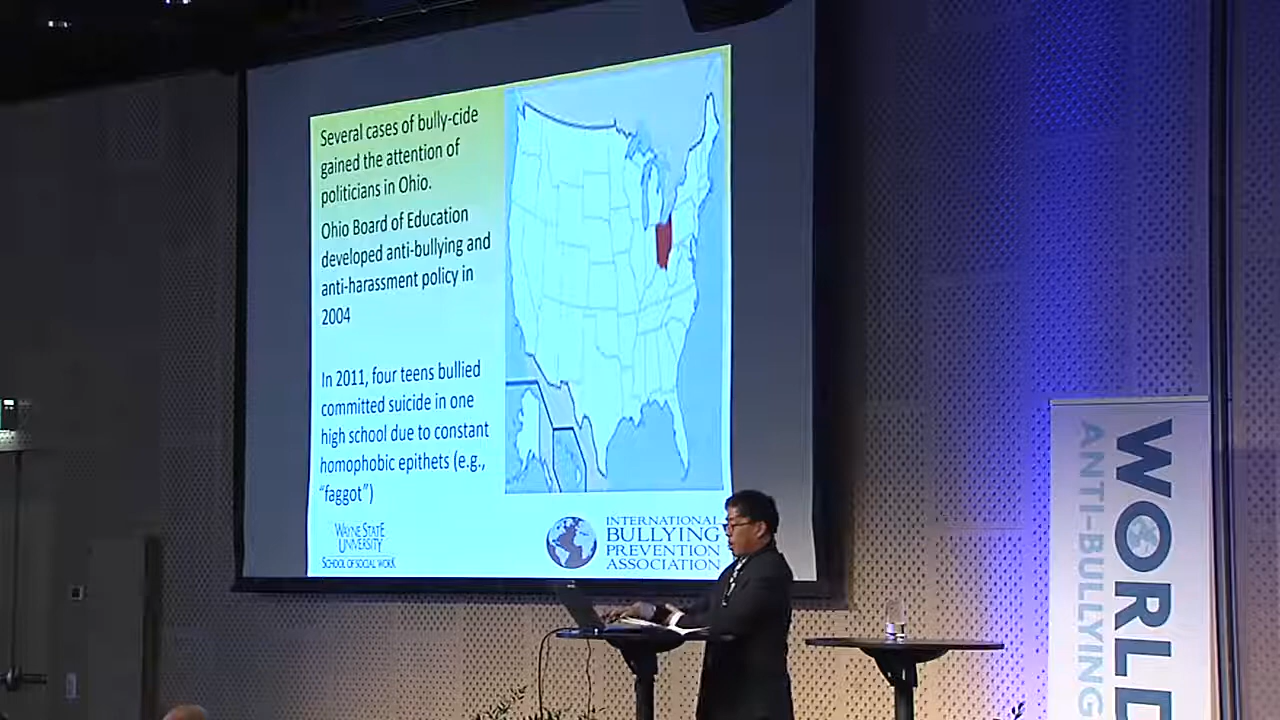 Several cases of bully-cide
gained the attention of
politicians in Ohio.
Ohio Board of Education
developed anti-bullying and
anti-harassment policy in
2004
In 2011, four teens bullied
committed suicide in one
high school due to constant
homophobic epithets (e.g.,
“faggot”)
WAYNE STATE
UNIVERSITY
SCHOOL OF SOCIAL WORK
INTERNATIONAL
BULLYING
PREVENTION
ASSOCIATION
WORLD
ANTI-BULLYING